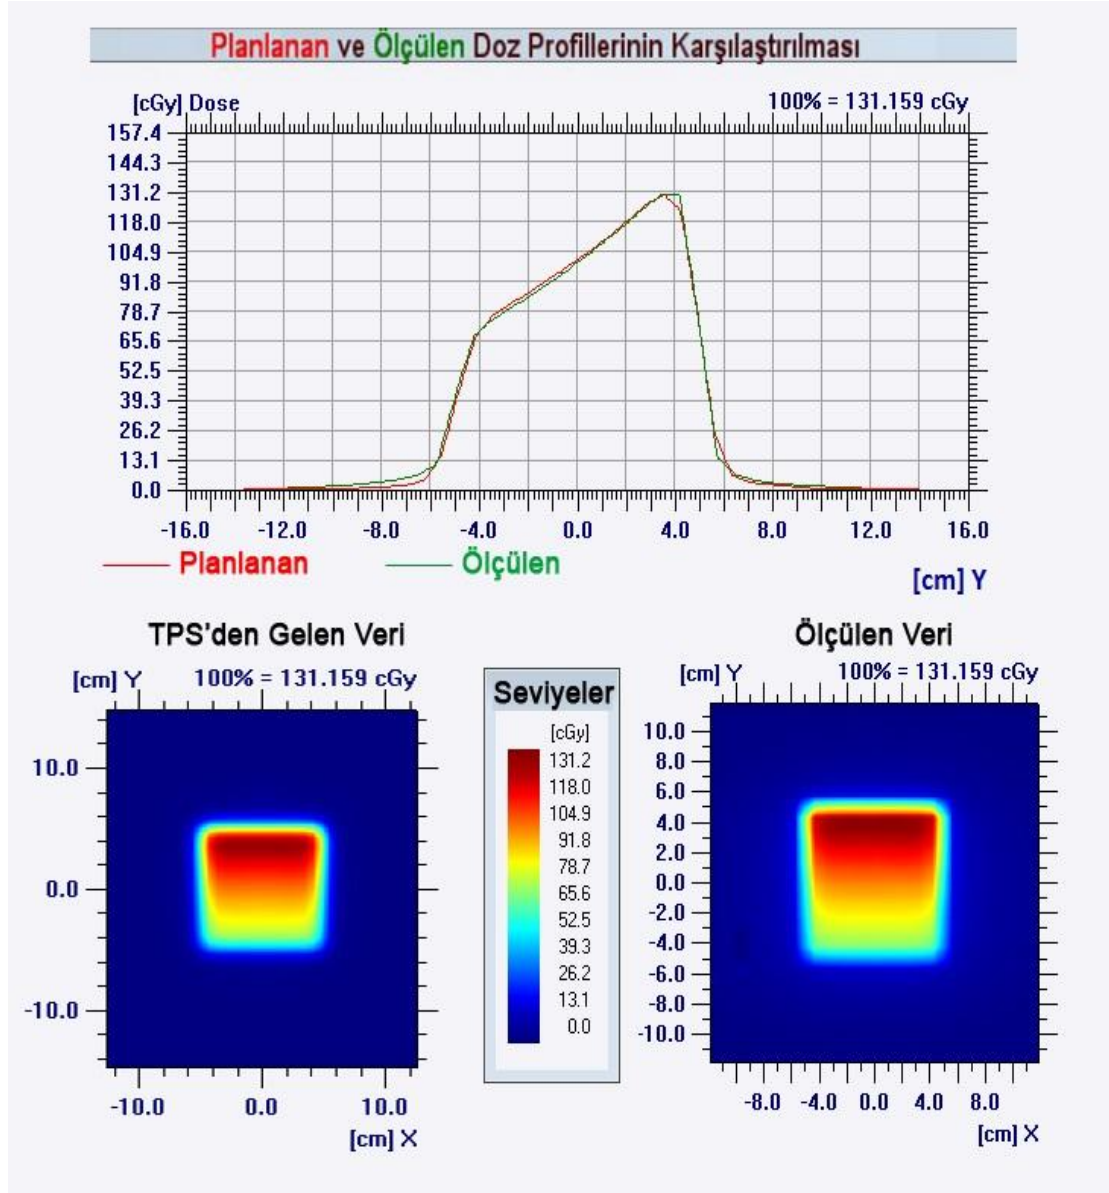 Planlanan ve Ölçülen Doz Profillerinin Karşılaştırılması
[cGy] Dose 100% = 131.159 cGy
157.4
144.3
131.2
118.0
104.9
91.8
78.7
65.6
52.5
39.3
26.2
13.1
0.0
-16.0 -12.0 -8.0 -4.0 0.0 4.0 8.0 12.0 16.0
Planlanan Ölçülen
[cm] Y
TPS'den Gelen Veri
[cm] Y 100% = 131.159 cGy
10.0
0.0
-10.0
-10.0 0.0 10.0
[cm] X
Seviyeler
[cGy]
131.2
118.0
104.9
91.8
78.7
65.6
52.5
39.3
26.2
13.1
0.0
Ölçülen Veri
[cm] Y 100% = 131.159 cGy
10.0
8.0
6.0
4.0
2.0
0.0
-2.0
-4.0
-6.0
-8.0
-10.0
-8.0 -4.0 0.0 4.0 8.0
[cm] X